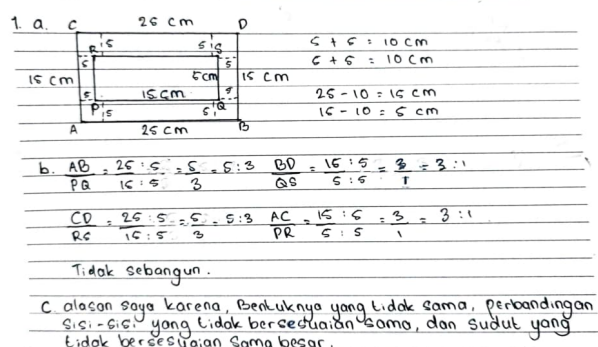 1. a. C 25 cm D
R 5 5 S 5 + 5 = 10 cm
5 5 5 + 5 = 10 cm
15 cm 5cm 15 cm
5 15 cm 5 25 - 10 = 15 cm
P 5 5 Q 15 - 10 = 5 cm
A 25 cm B
b. AB/PQ = 25 : 5/15 : 5 = 5/3 = 5:3 BD/QS = 15 : 5/5 : 5 = 3/1 = 3 : 1
CD/RS = 25 : 5/15 : 5 = 5/3 = 5:3 AC/PR = 15 : 5/5 : 5 = 3/1 = 3 : 1
Tidak sebangun.
C. alasan saya karena, Bentuknya yang tidak sama, perbandingan
sisi-sisi yang tidak bersesuaian sama, dan sudut yang
tidak bersesuaian sama besar.